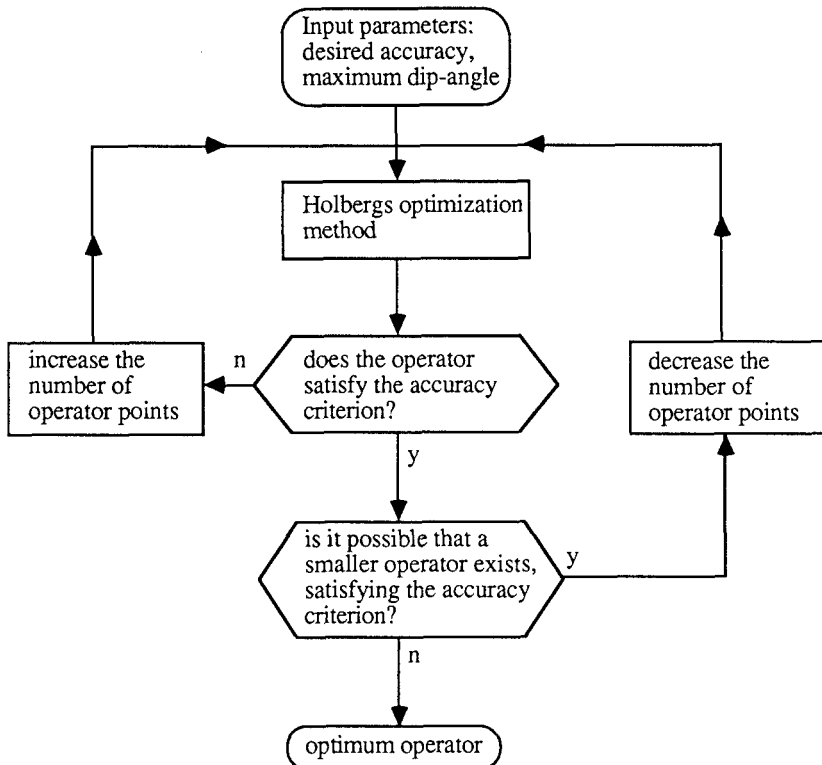 Input parameters:
desired accuracy,
maximum dip-angle
Holbergs optimization
method
does the operator
satisfy the accuracy
criterion?
n
increase the
number of
operator points
decrease the
number of
operator points
y
is it possible that a
smaller operator exists,
satisfying the accuracy
criterion?
y
n
optimum operator